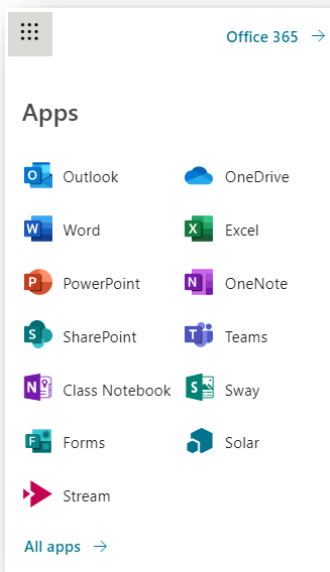 Office 365 →
Apps
Outlook
OneDrive
Word
Excel
PowerPoint
OneNote
SharePoint
Teams
Class Notebook
Sway
Forms
Solar
Stream
All apps →